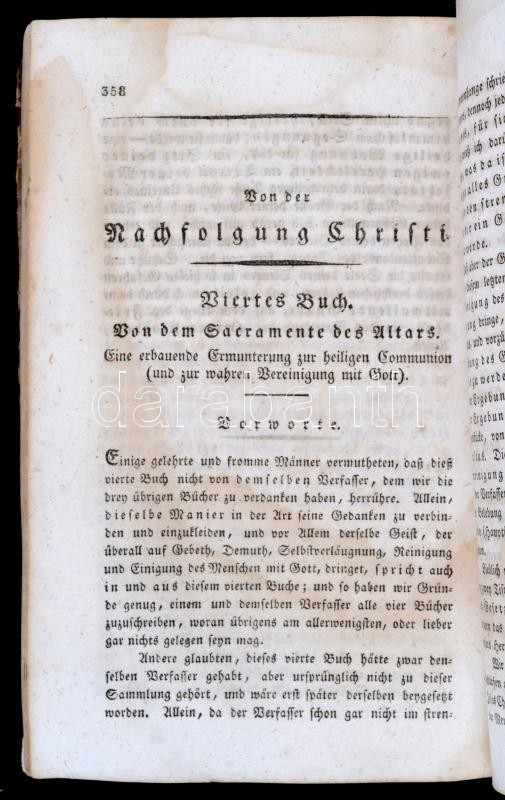 358
Von der
Nachfolgung Christi.
Viertes Buch.
Von dem Sacramente des Altars.
Eine erbauende Ermunterung zur heiligen Communion
(und zur wahren Vereinigung mit Gott).
darabanth
Vorworte.
Einige gelehrte und fromme Männer vermutheten, daß dieß
vierte Buch nicht von demselben Verfasser, dem wir die
drey übrigen Bücher zu verdanken haben, herrühre. Allein,
dieselbe Manier in der Art seine Gedanken zu verbin-
den und einzukleiden, und vor Allem derselbe Geist, der
überall auf Gebeth, Demuth, Selbstverläugnung, Reinigung
und Einigung des Menschen mit Gott, dringet, spricht auch
in und aus diesem vierten Buche; und so haben wir Grün-
de genug, einem und demselben Verfasser alle vier Bücher
zuzuschreiben, woran übrigens am allerwenigsten, oder lieber
gar nichts gelegen seyn mag.
Andere glaubten, dieses vierte Buch hätte zwar den-
selben Verfasser gehabt, aber ursprünglich nicht zu dieser
Sammlung gehört, und wäre erst später derselben beygesetzt
worden. Allein, da der Verfasser schon gar nicht im stren-